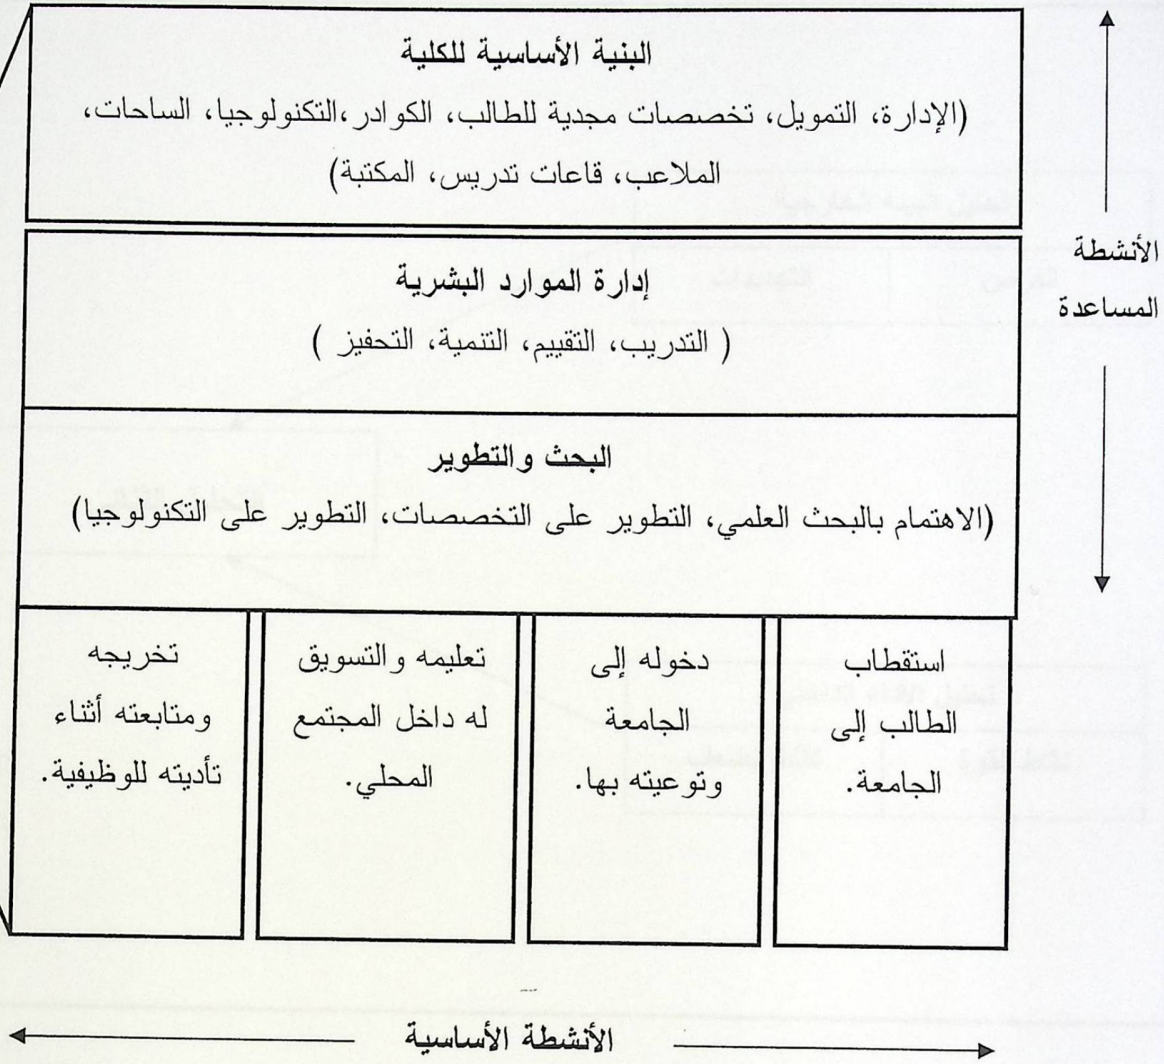 البنية الأساسية للكلية
(الإدارة، التمويل، تخصصات مجدية للطالب، الكوادر ،التكنولوجيا، الساحات،
الملاعب، قاعات تدريس، المكتبة)
الأنشطة
المساعدة
إدارة الموارد البشرية
( التدريب، التقييم، التنمية، التحفيز )
البحث والتطوير
(الاهتمام بالبحث العلمي، التطوير على التخصصات، التطوير على التكنولوجيا)
استقطاب
الطالب إلى
الجامعة.
دخوله إلى
الجامعة
وتوعيته بها.
تعليمه والتسويق
له داخل المجتمع
المحلي.
تخريجه
ومتابعته أثناء
تأديته للوظيفية.
الأنشطة الأساسية